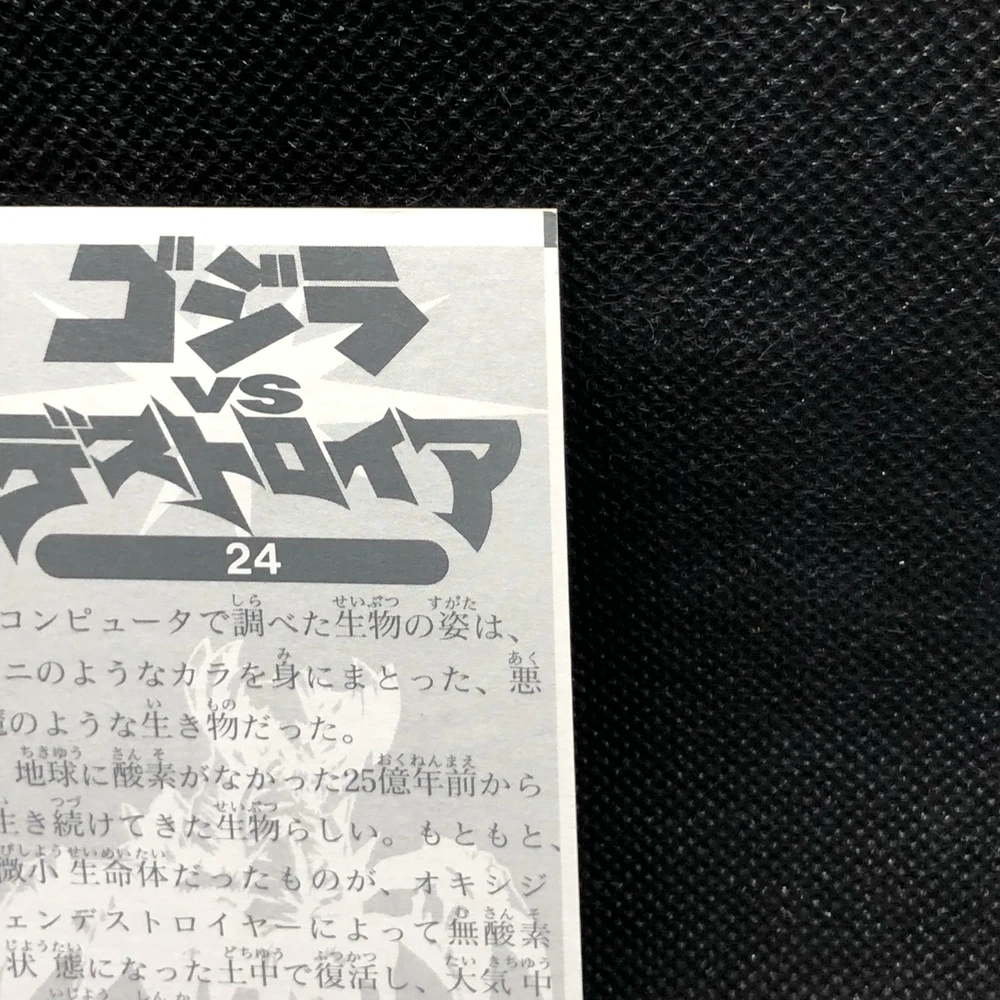 ゴジラ
VS
デストロイア
24
コンピュータで調べた生物の姿は、
ニのようなカラを身にまとった、悪
魔のような生き物だった。
地球に酸素がなかった25億年前から
生き続けてきた生物らしい。もともと、
微小生命体だったものが、オキシジ
ェンデストロイヤーによって無酸素
状態になった土中で復活し、大気中